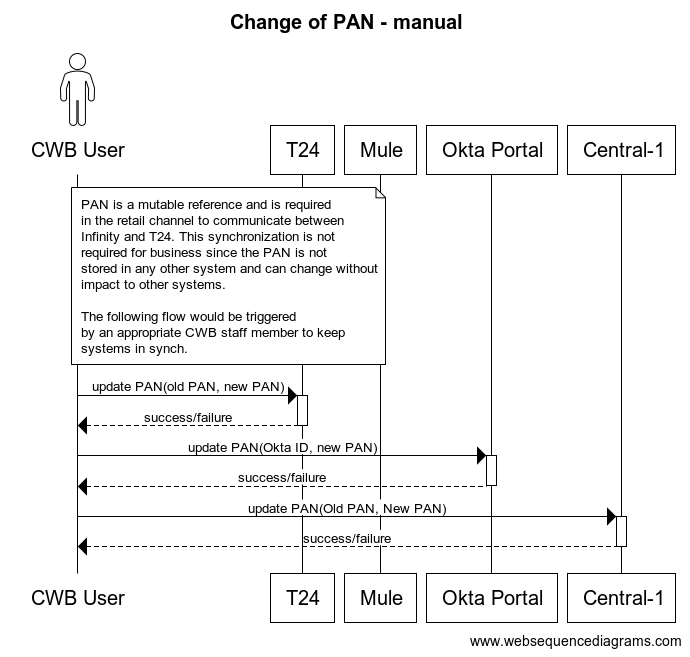 Change of PAN - manual
CWB User
T24
Mule
Okta Portal
Central-1
PAN is a mutable reference and is required
in the retail channel to communicate between
Infinity and T24. This synchronization is not
required for business since the PAN is not
stored in any other system and can change without
impact to other systems.
The following flow would be triggered
by an appropriate CWB staff member to keep
systems in synch.
update PAN(old PAN, new PAN)
success/failure
update PAN(Okta ID, new PAN)
success/failure
update PAN(Old PAN, New PAN)
success/failure
CWB User
T24
Mule
Okta Portal
Central-1
www.websequencediagrams.com